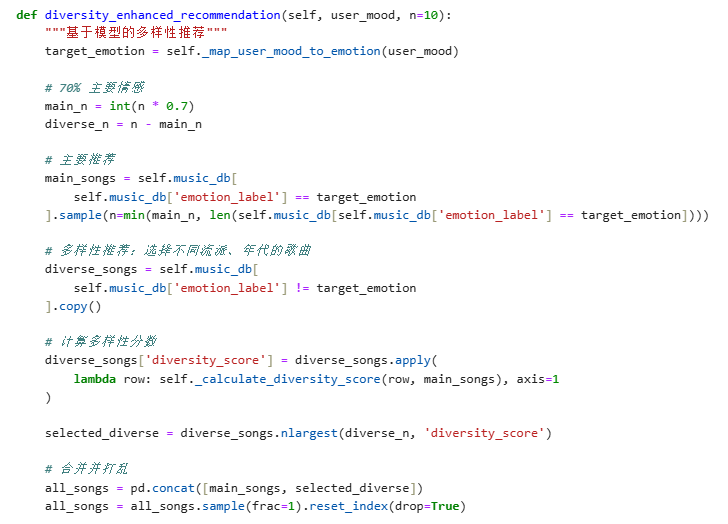 def diversity_enhanced_recommendation(self, user_mood, n=10):
    """基于模型的多样性推荐"""
    target_emotion = self._map_user_mood_to_emotion(user_mood)

    # 70% 主要情感
    main_n = int(n * 0.7)
    diverse_n = n - main_n

    # 主要推荐
    main_songs = self.music_db[
        self.music_db['emotion_label'] == target_emotion
    ].sample(n=min(main_n, len(self.music_db[self.music_db['emotion_label'] == target_emotion])))

    # 多样性推荐：选择不同流派、年代的歌曲
    diverse_songs = self.music_db[
        self.music_db['emotion_label'] != target_emotion
    ].copy()

    # 计算多样性分数
    diverse_songs['diversity_score'] = diverse_songs.apply(
        lambda row: self._calculate_diversity_score(row, main_songs), axis=1
    )

    selected_diverse = diverse_songs.nlargest(diverse_n, 'diversity_score')

    # 合并并打乱
    all_songs = pd.concat([main_songs, selected_diverse])
    all_songs = all_songs.sample(frac=1).reset_index(drop=True)